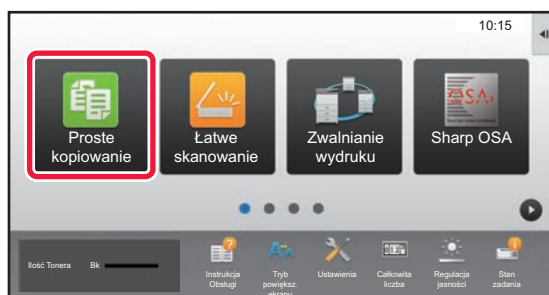 10:15
Proste
kopiowanie
Łatwe
skanowanie
Zwalnianie
wydruku
Sharp OSA
OSA
Ilość Tonera Bk
Instrukcja
Obsługi
Tryb
powiększ.
ekranu
Ustawienia
Całkowita
liczba
Regulacja
jasności
Stan
zadania